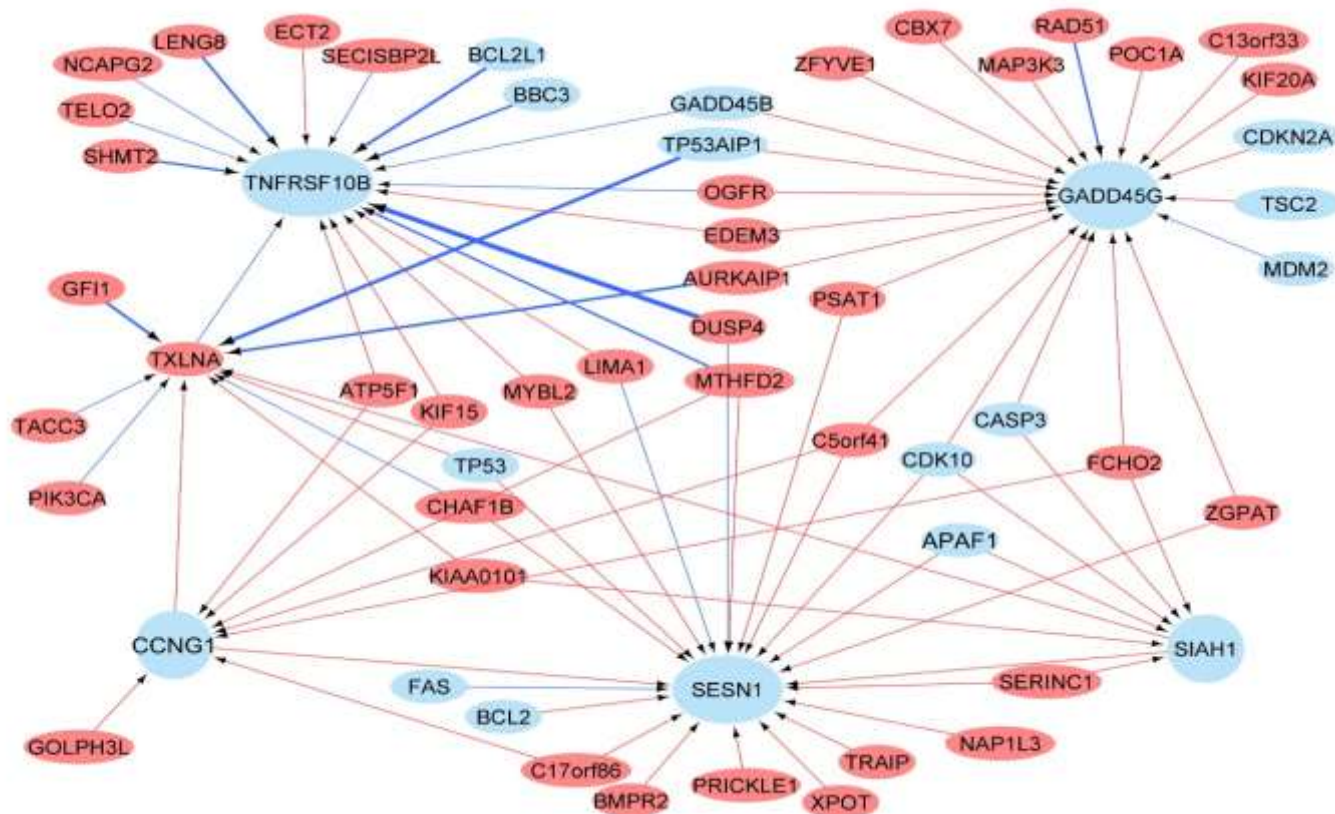 ECT2
LENG8
NCAPG2
SECISBP2L
BCL2L1
BBC3
TELO2
SHMT2
TNFRSF10B
GADD45B
TP53AIP1
OGFR
EDEM3
AURKAIP1
DUSP4
MTHFD2
CBX7
RAD51
C13orf33
ZFYVE1
MAP3K3
POC1A
KIF20A
CDKN2A
GADD45G
TSC2
MDM2
PSAT1
GFI1
TXLNA
TACC3
PIK3CA
ATP5F1
KIF15
MYBL2
LIMA1
TP53
CHAF1B
KIAA0101
C5orf41
CASP3
CDK10
FCHO2
ZGPAT
APAF1
CCNG1
GOLPH3L
FAS
BCL2
SESN1
SIAH1
SERINC1
NAP1L3
C17orf86
BMPR2
PRICKLE1
TRAIP
XPOT